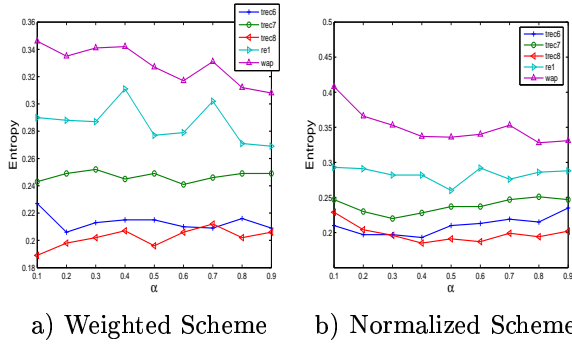 0.36
0.34
0.32
0.3
0.28
0.26
0.24
0.22
0.2
0.18
Entropy
0.1 0.2 0.3 0.4 0.5 0.6 0.7 0.8 0.9
α
trec6
trec7
trec8
re1
wap
a) Weighted Scheme
0.5
0.45
0.4
0.35
0.3
0.25
0.2
Entropy
0.1 0.2 0.3 0.4 0.5 0.6 0.7 0.8 0.9
α
trec6
trec7
trec8
re1
wap
b) Normalized Scheme